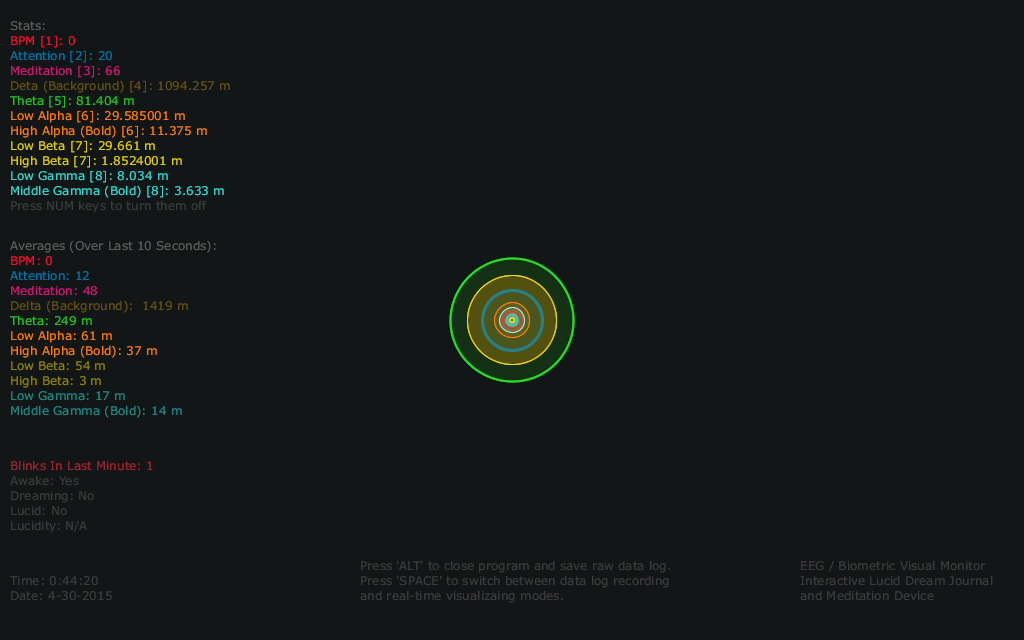 Stats:
BPM [1]: 0
Attention [2]: 20
Meditation [3]: 66
Deta (Background) [4]: 1094.257 m
Theta [5]: 81.404 m
Low Alpha [6]: 29.585001 m
High Alpha (Bold) [6]: 11.375 m
Low Beta [7]: 29.661 m
High Beta [7]: 1.8524001 m
Low Gamma [8]: 8.034 m
Middle Gamma (Bold) [8]: 3.633 m
Press NUM keys to turn them off
Averages (Over Last 10 Seconds):
BPM: 0
Attention: 12
Meditation: 48
Delta (Background):  1419 m
Theta: 249 m
Low Alpha: 61 m
High Alpha (Bold): 37 m
Low Beta: 54 m
High Beta: 3 m
Low Gamma: 17 m
Middle Gamma (Bold): 14 m
Blinks In Last Minute: 1
Awake: Yes
Dreaming: No
Lucid: No
Lucidity: N/A
Time: 0:44:20
Date: 4-30-2015
Press 'ALT' to close program and save raw data log.
Press 'SPACE' to switch between data log recording
and real-time visualizaing modes.
EEG / Biometric Visual Monitor
Interactive Lucid Dream Journal
and Meditation Device